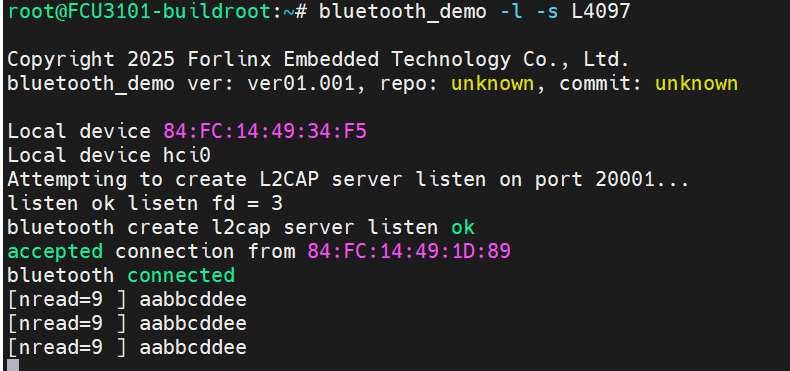 root@FCU3101-buildroot:~# bluetooth_demo -l -s L4097
Copyright 2025 Forlinx Embedded Technology Co., Ltd.
bluetooth_demo ver: ver01.001, repo: unknown, commit: unknown
Local device 84:FC:14:49:34:F5
Local device hci0
Attempting to create L2CAP server listen on port 20001...
listen ok lisetn fd = 3
bluetooth create l2cap server listen ok
accepted connection from 84:FC:14:49:1D:89
bluetooth connected
[nread=9 ] aabbcddee
[nread=9 ] aabbcddee
[nread=9 ] aabbcddee